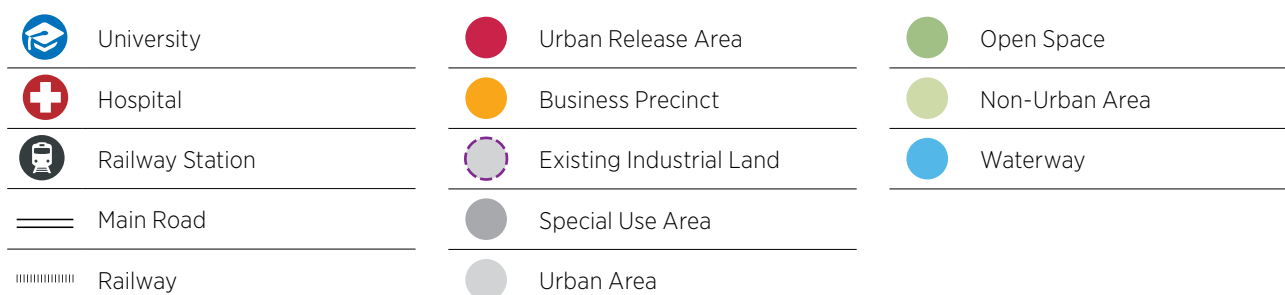 University
Hospital
Railway Station
Main Road
Railway
Urban Release Area
Business Precinct
Existing Industrial Land
Special Use Area
Urban Area
Open Space
Non-Urban Area
Waterway